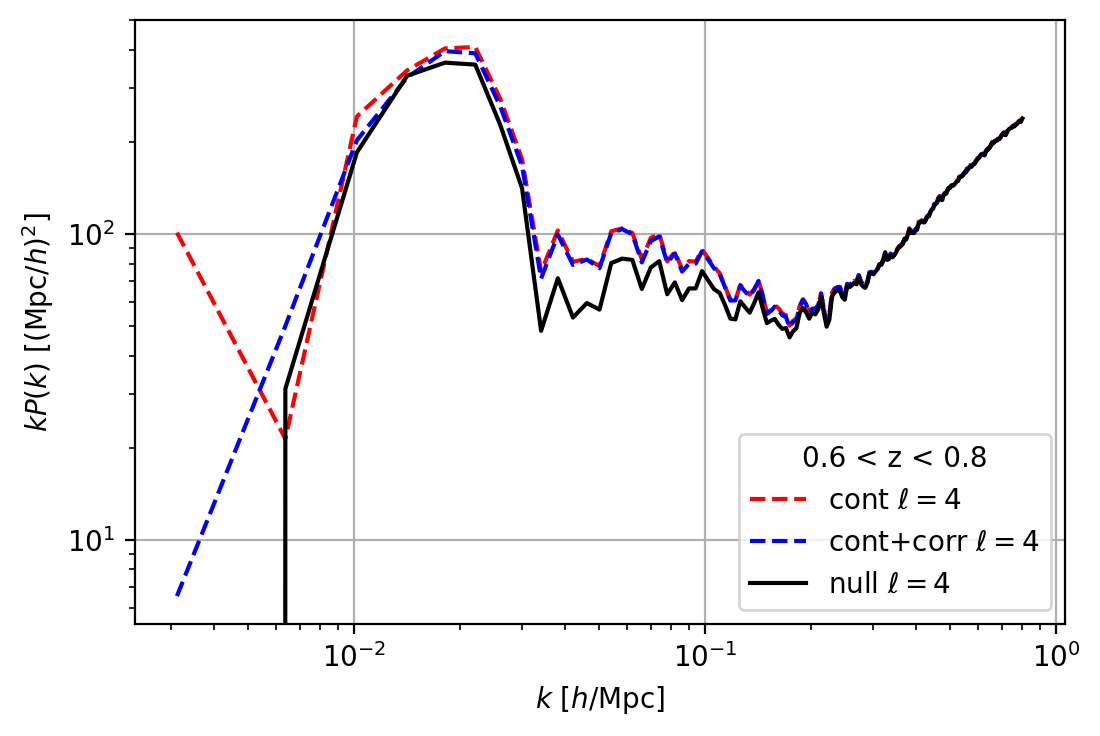 kP(k) [(Mpc/h)²]
10²
10¹
0.6 < z < 0.8
cont ℓ = 4
cont+corr ℓ = 4
null ℓ = 4
10⁻²
10⁻¹
10⁰
k [h/Mpc]